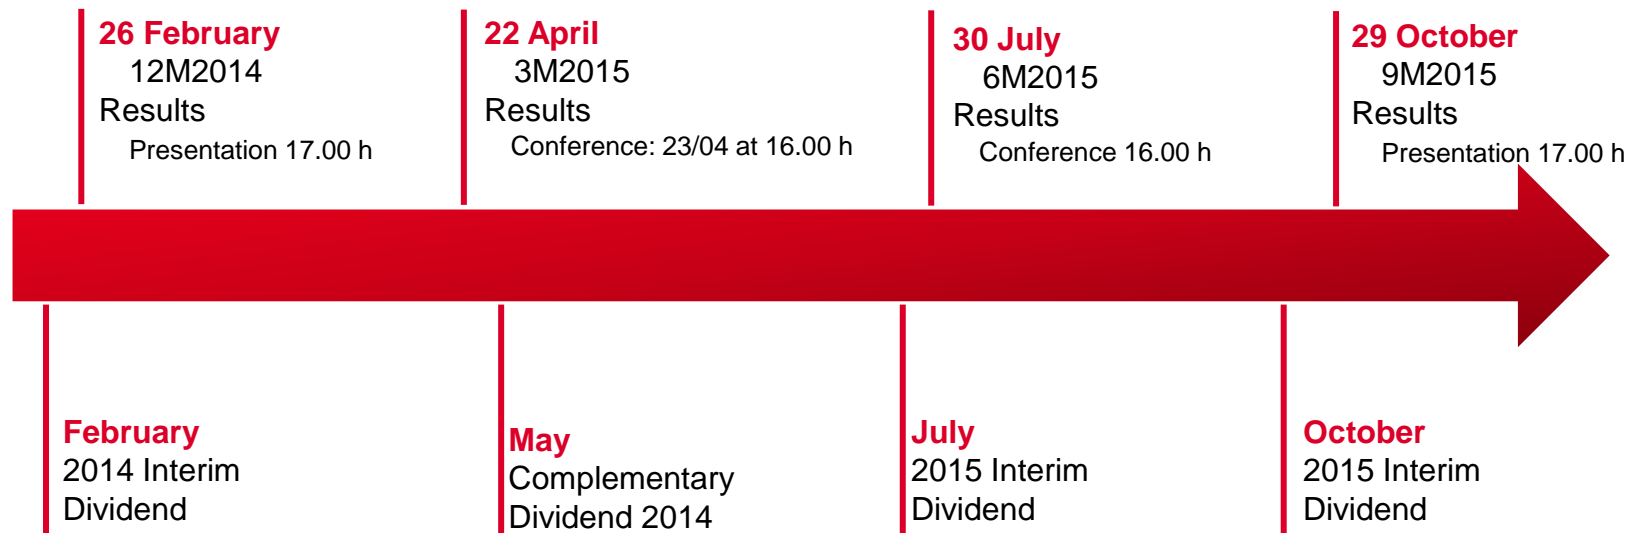 26 February
12M2014
Results
Presentation 17.00 h
22 April
3M2015
Results
Conference: 23/04 at 16.00 h
30 July
6M2015
Results
Conference 16.00 h
29 October
9M2015
Results
Presentation 17.00 h
February
2014 Interim
Dividend
May
Complementary
Dividend 2014
July
2015 Interim
Dividend
October
2015 Interim
Dividend